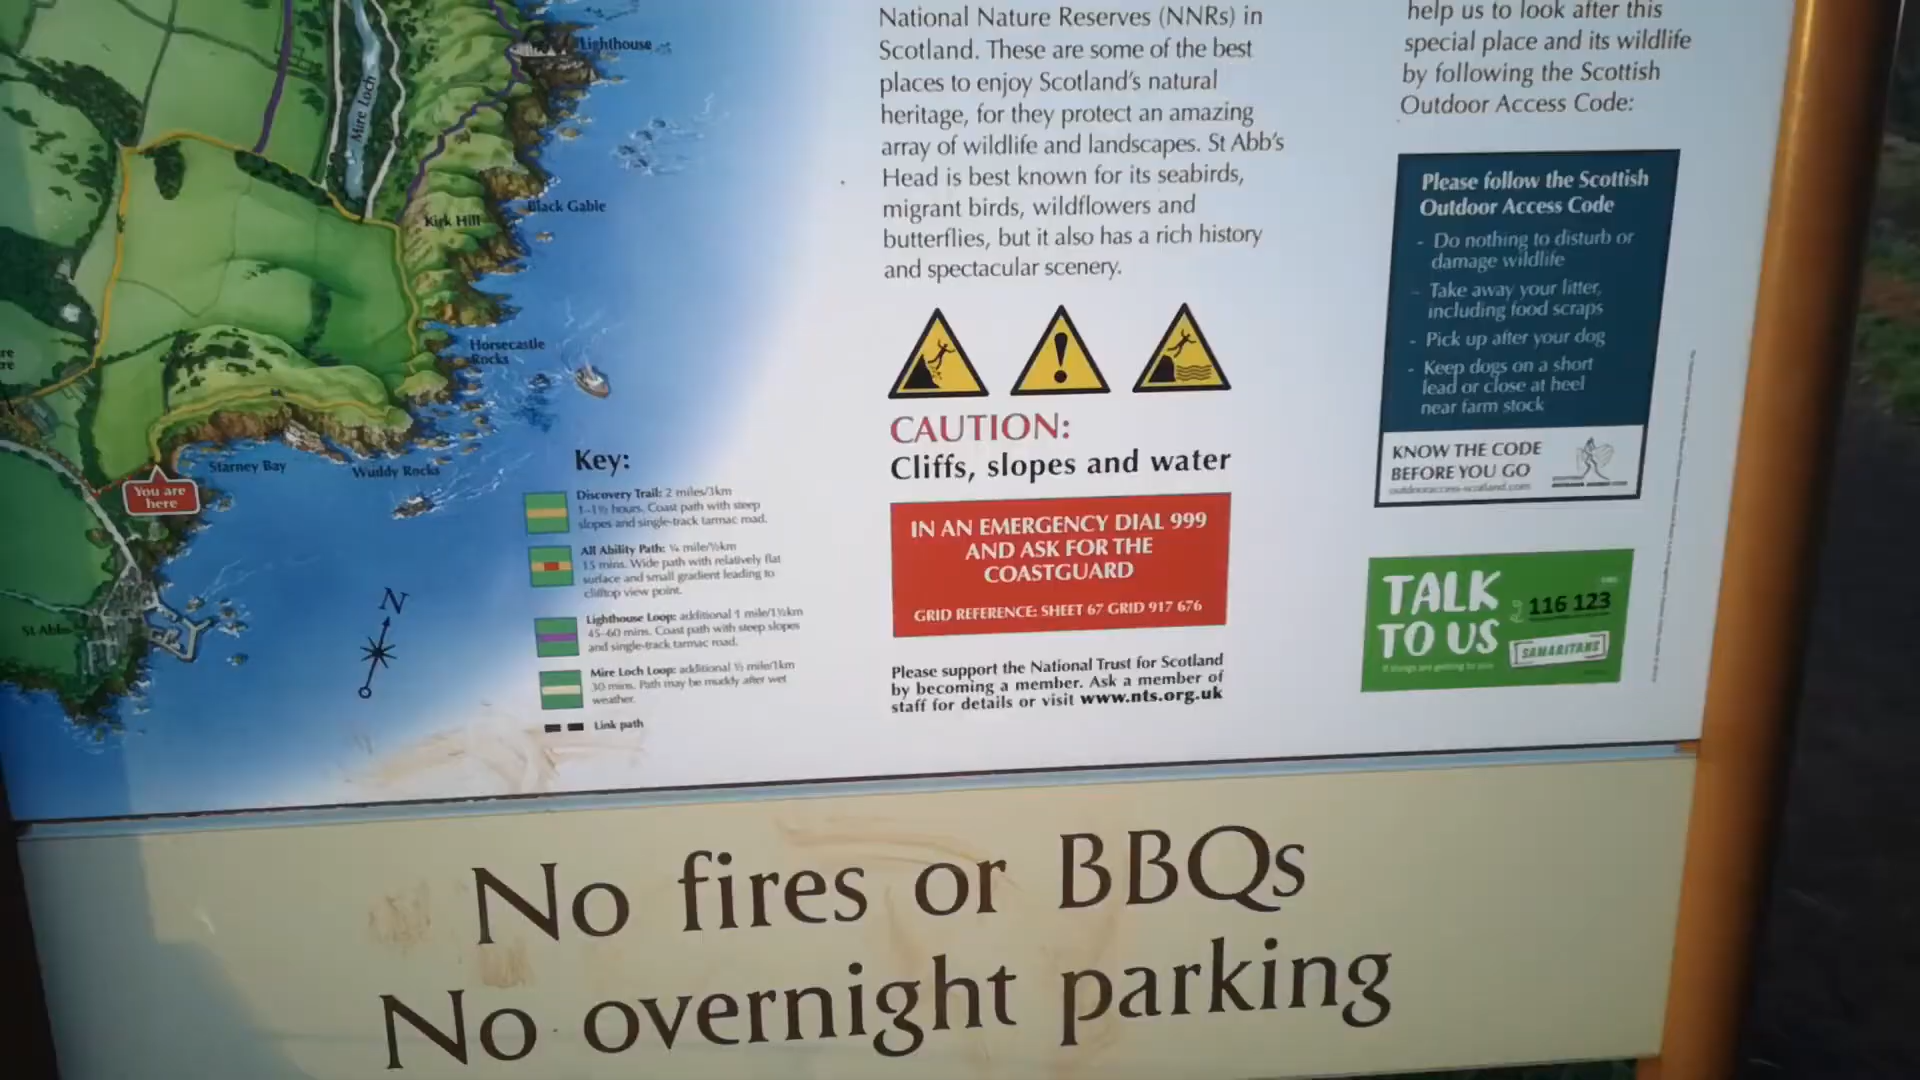 Lighthouse
Mire Loch
Kirk Hill
Black Gable
Horsecastle
Rocks
Starney Bay
Wuddy Rocks
You are
here
St Abbs
N
Key:
Discovery Trail: 2 miles/3km
1–1½ hours. Coast path with steep
slopes and single-track tarmac road.
All Ability Path: ¼ mile/½km
15 mins. Wide path with relatively flat
surface and small gradient leading to
clifftop view point.
Lighthouse Loop: additional 1 mile/1½km
45–60 mins. Coast path with steep slopes
and single-track tarmac road.
Mire Loch Loop: additional ½ mile/1km
30 mins. Path may be muddy after wet
weather.
Link path
National Nature Reserves (NNRs) in
Scotland. These are some of the best
places to enjoy Scotland's natural
heritage, for they protect an amazing
array of wildlife and landscapes. St Abb's
Head is best known for its seabirds,
migrant birds, wildflowers and
butterflies, but it also has a rich history
and spectacular scenery.
CAUTION:
Cliffs, slopes and water
IN AN EMERGENCY DIAL 999
AND ASK FOR THE
COASTGUARD
GRID REFERENCE: SHEET 67 GRID 917 676
Please support the National Trust for Scotland
by becoming a member. Ask a member of
staff for details or visit www.nts.org.uk
help us to look after this
special place and its wildlife
by following the Scottish
Outdoor Access Code:
Please follow the Scottish
Outdoor Access Code
- Do nothing to disturb or
damage wildlife
- Take away your litter,
including food scraps
- Pick up after your dog
- Keep dogs on a short
lead or close at heel
near farm stock
KNOW THE CODE
BEFORE YOU GO
outdooraccess-scotland.com
TALK
TO US
116 123
SAMARITANS
No fires or BBQs
No overnight parking